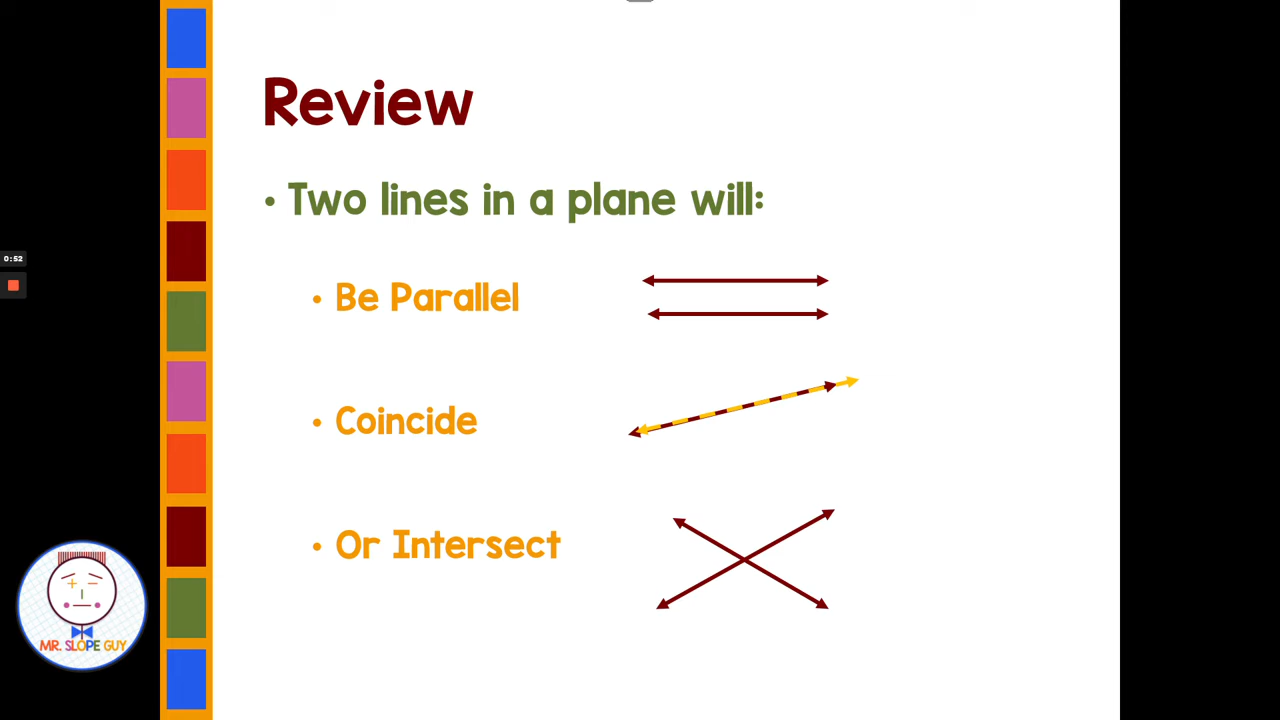 Review
• Two lines in a plane will:
• Be Parallel
• Coincide
• Or Intersect
0:52
MR. SLOPE GUY